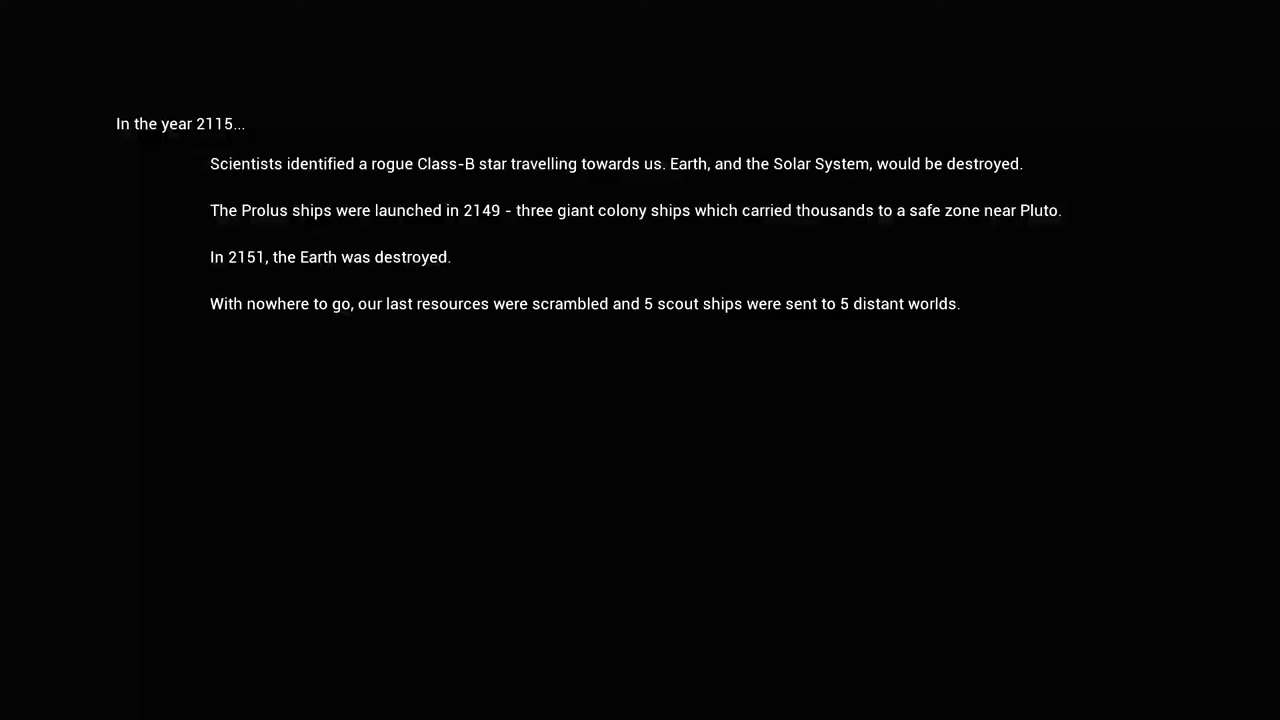 In the year 2115...
Scientists identified a rogue Class-B star travelling towards us. Earth, and the Solar System, would be destroyed.
The Prolus ships were launched in 2149 - three giant colony ships which carried thousands to a safe zone near Pluto.
In 2151, the Earth was destroyed.
With nowhere to go, our last resources were scrambled and 5 scout ships were sent to 5 distant worlds.